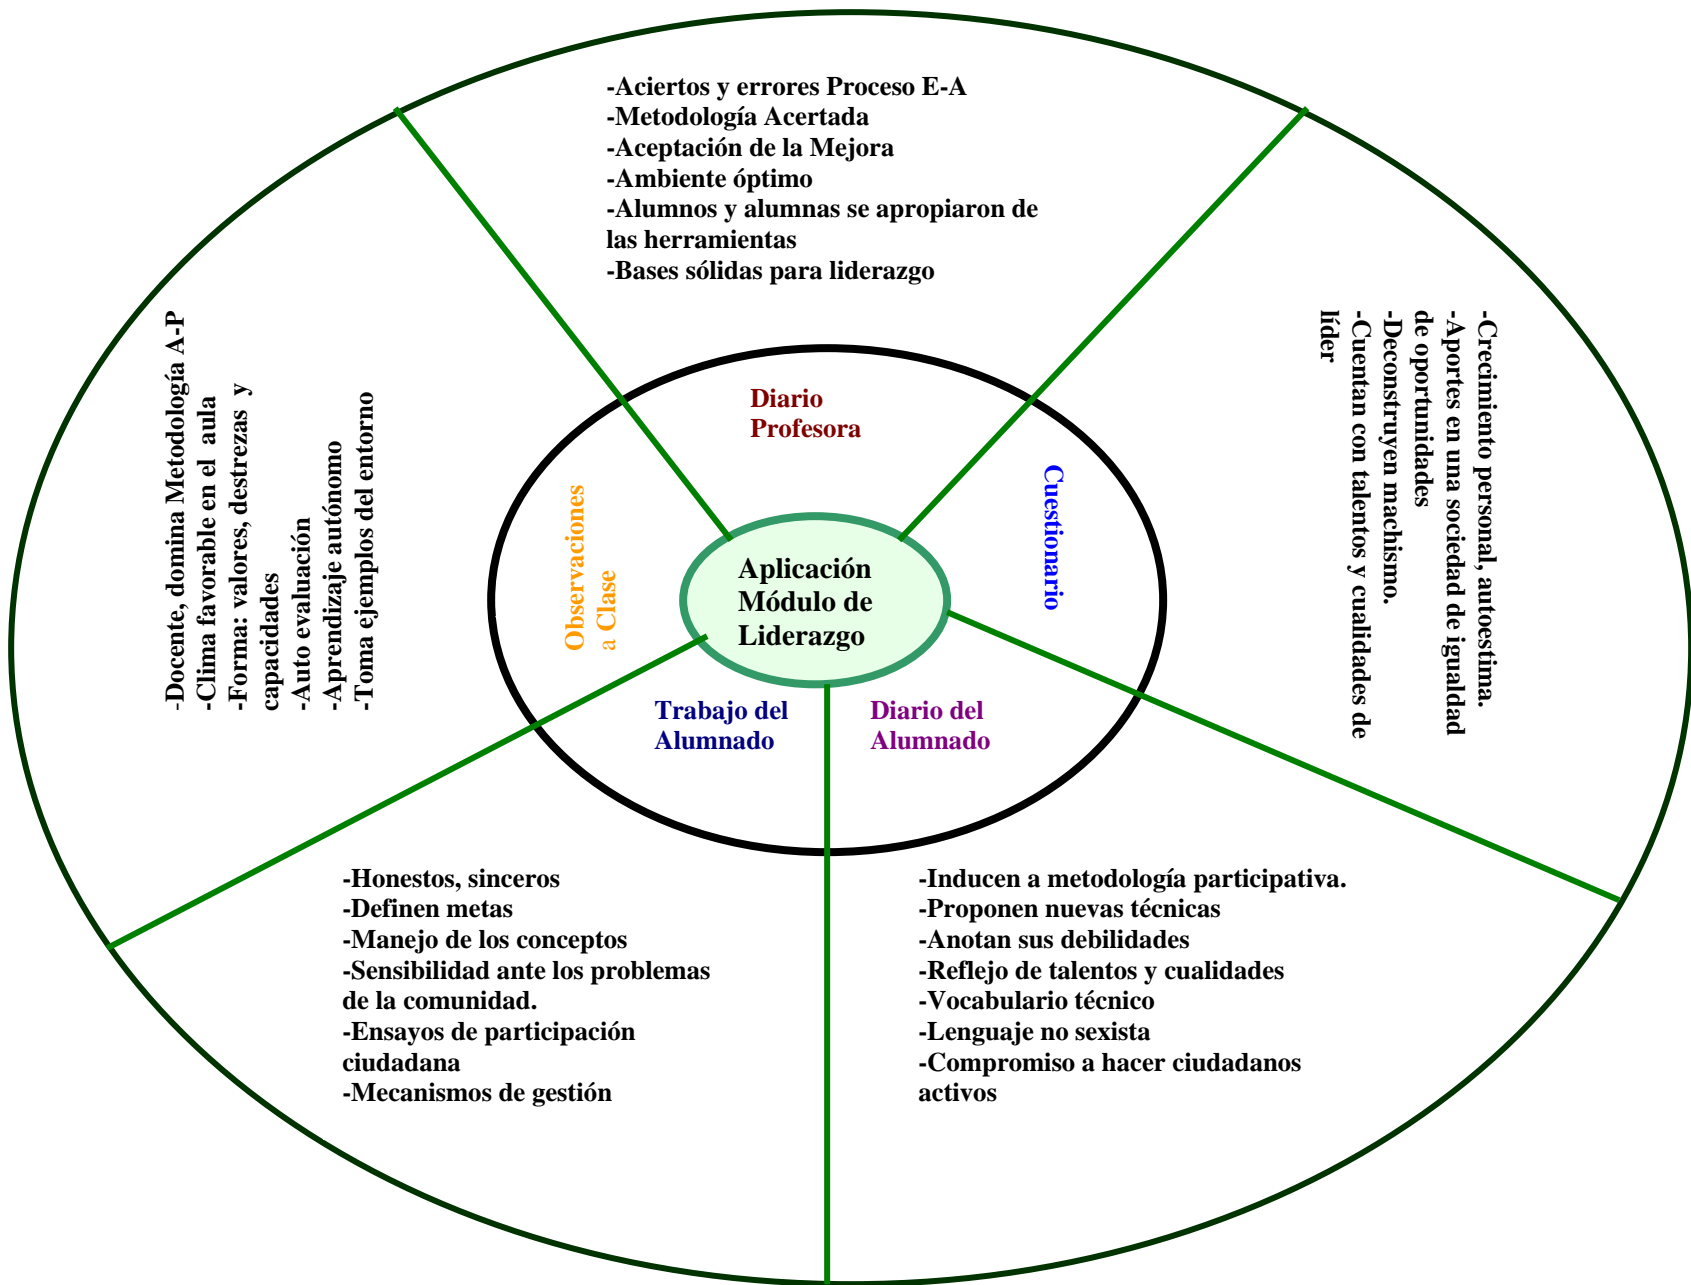 -Aciertos y errores Proceso E-A
-Metodología Acertada
-Aceptación de la Mejora
-Ambiente óptimo
-Alumnos y alumnas se apropiaron de
las herramientas
-Bases sólidas para liderazgo
-Docente, domina Metodología A-P
-Clima favorable en el aula
-Forma: valores, destrezas y
capacidades
-Auto evaluación
-Aprendizaje autónomo
-Toma ejemplos del entorno
-Crecimiento personal, autoestima.
-Aportes en una sociedad de igualdad
de oportunidades
-Deconstruyen machismo.
-Cuentan con talentos y cualidades de
líder
Diario
Profesora
Observaciones
a Clase
Cuestionario
Aplicación
Módulo de
Liderazgo
Trabajo del
Alumnado
Diario del
Alumnado
-Honestos, sinceros
-Definen metas
-Manejo de los conceptos
-Sensibilidad ante los problemas
de la comunidad.
-Ensayos de participación
ciudadana
-Mecanismos de gestión
-Inducen a metodología participativa.
-Proponen nuevas técnicas
-Anotan sus debilidades
-Reflejo de talentos y cualidades
-Vocabulario técnico
-Lenguaje no sexista
-Compromiso a hacer ciudadanos
activos